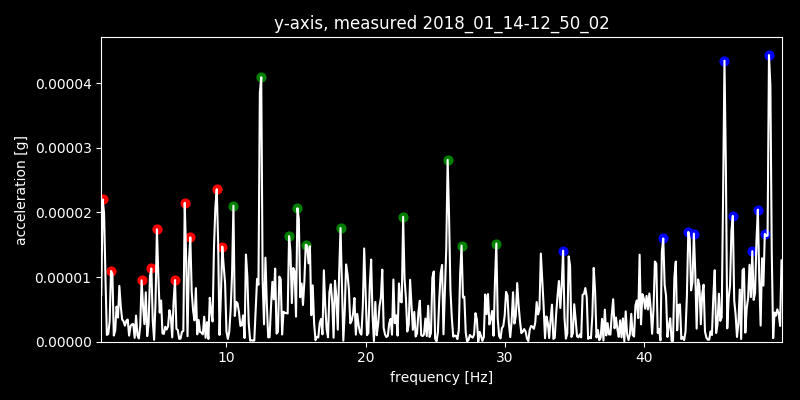 y-axis, measured 2018_01_14-12_50_02
0.00004
0.00003
0.00002
0.00001
0.00000
acceleration [g]
10 20 30 40
frequency [Hz]